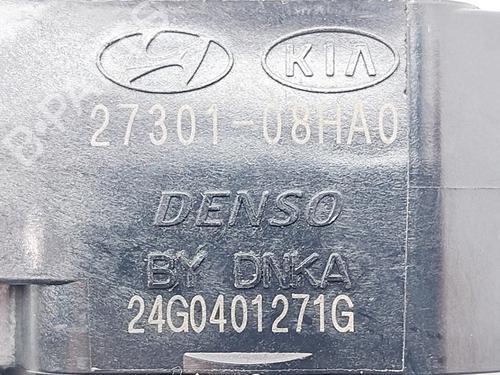 KIA
27301-08HA0
DENSO
BY DNKA
24G0401271G